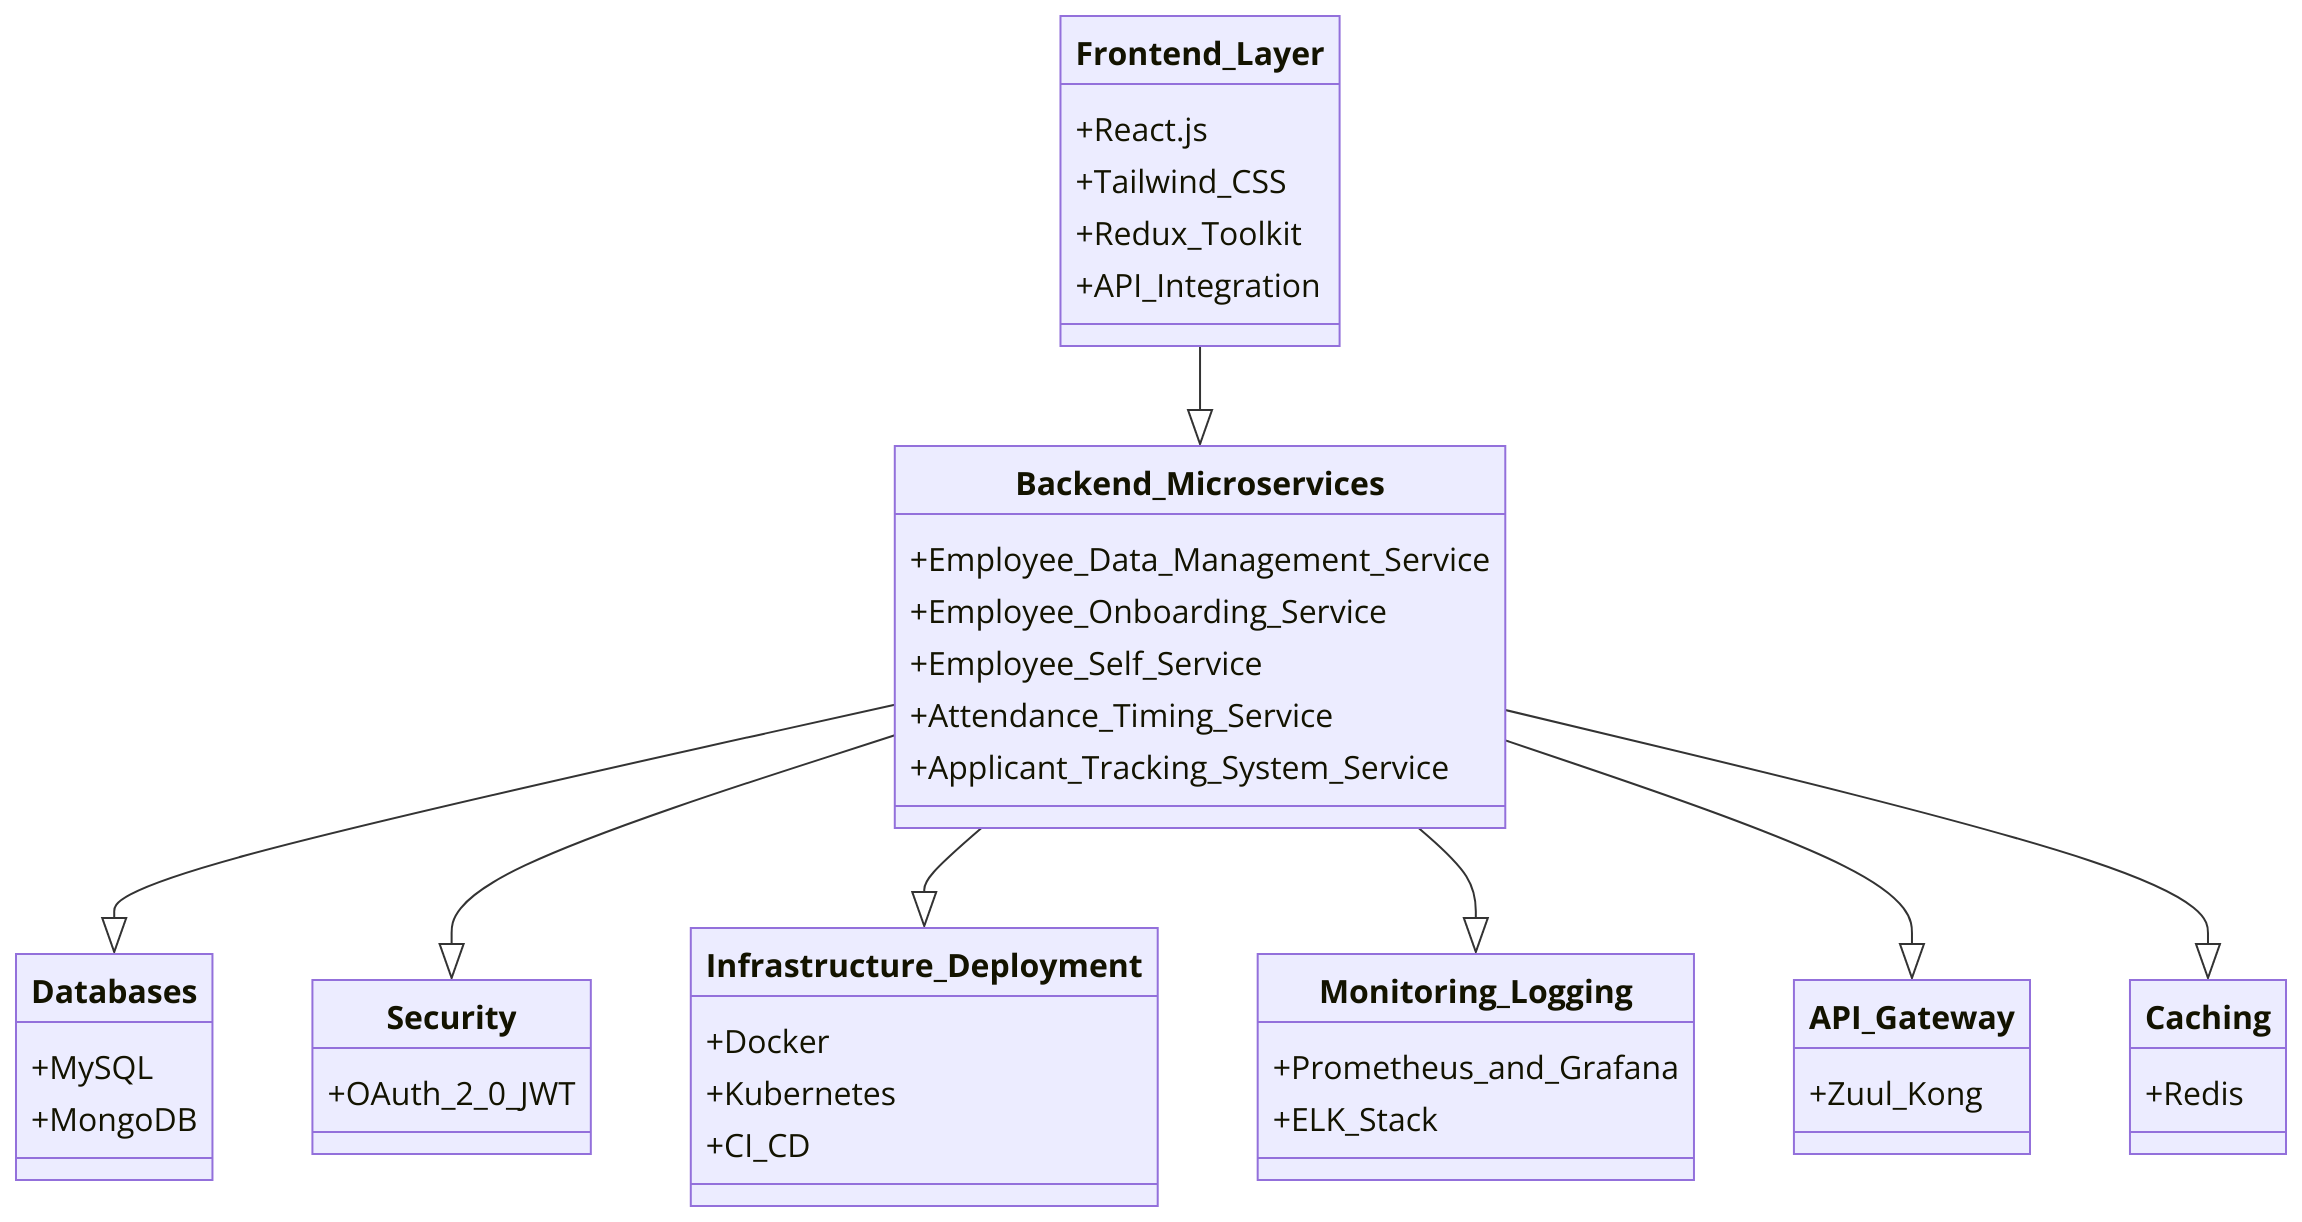 Frontend_Layer
+React.js
+Tailwind_CSS
+Redux_Toolkit
+API_Integration
Backend_Microservices
+Employee_Data_Management_Service
+Employee_Onboarding_Service
+Employee_Self_Service
+Attendance_Timing_Service
+Applicant_Tracking_System_Service
Databases
+MySQL
+MongoDB
Security
+OAuth_2_0_JWT
Infrastructure_Deployment
+Docker
+Kubernetes
+CI_CD
Monitoring_Logging
+Prometheus_and_Grafana
+ELK_Stack
API_Gateway
+Zuul_Kong
Caching
+Redis